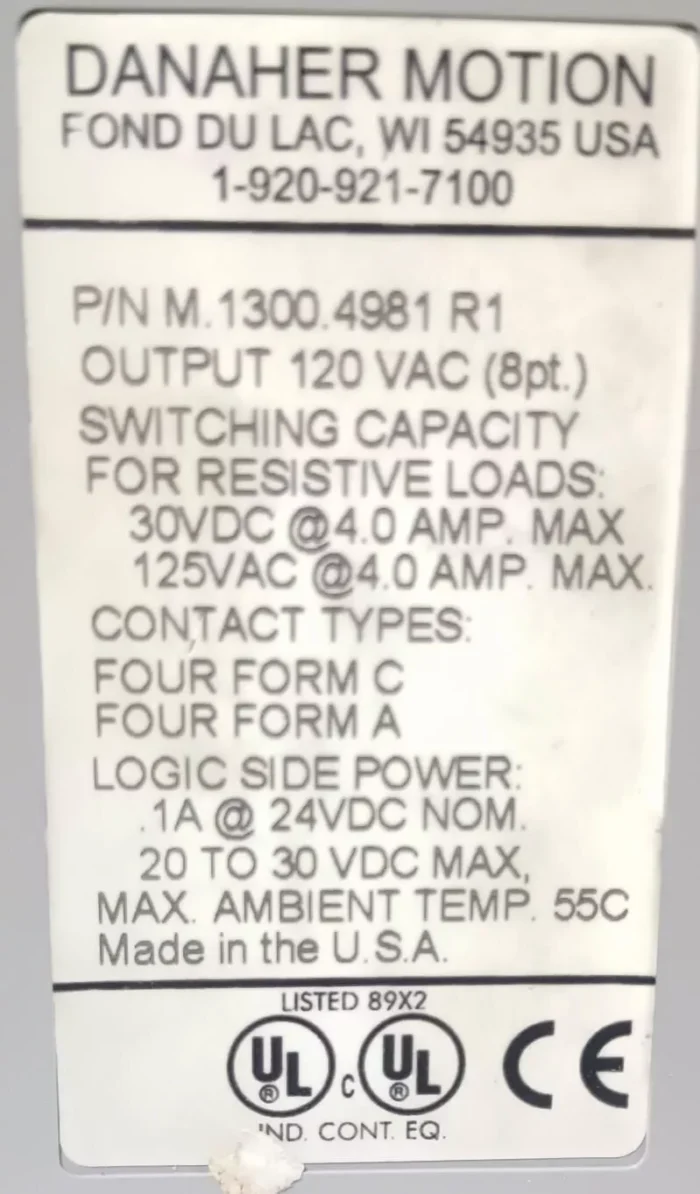 DANAHER MOTION
FOND DU LAC, WI 54935 USA
1-920-921-7100
P/N M.1300.4981 R1
OUTPUT 120 VAC (8pt.)
SWITCHING CAPACITY
FOR RESISTIVE LOADS:
30VDC @4.0 AMP. MAX
125VAC @4.0 AMP. MAX.
CONTACT TYPES:
FOUR FORM C
FOUR FORM A
LOGIC SIDE POWER:
.1A @ 24VDC NOM.
20 TO 30 VDC MAX,
MAX. AMBIENT TEMP. 55C
Made in the U.S.A.
LISTED 89X2
UL® C UL® CE
IND. CONT. EQ.